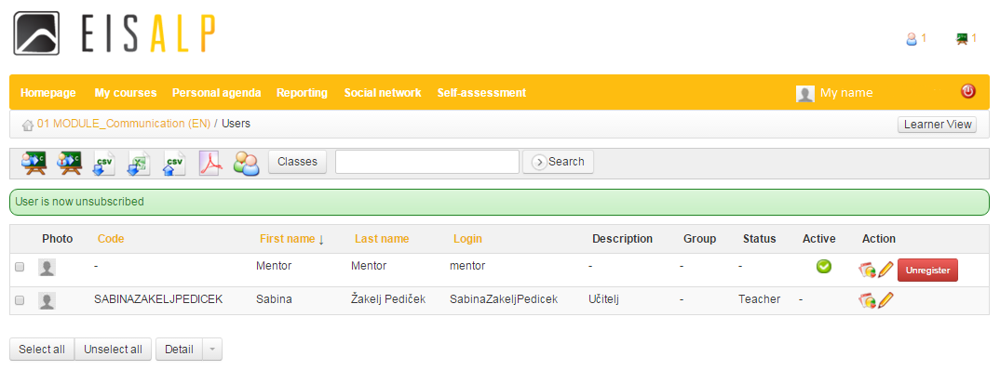 EISALP
1 1
Homepage My courses Personal agenda Reporting Social network Self-assessment My name
01 MODULE_Communication (EN) / Users Learner View
C C CSV CSV Classes Search
User is now unsubscribed
Photo Code First name ↓ Last name Login Description Group Status Active Action
- Mentor Mentor mentor - - - Unregister
SABINAZAKELJPEDICEK Sabina Žakelj Pediček SabinaZakeljPedicek Učitelj - Teacher -
Select all Unselect all Detail